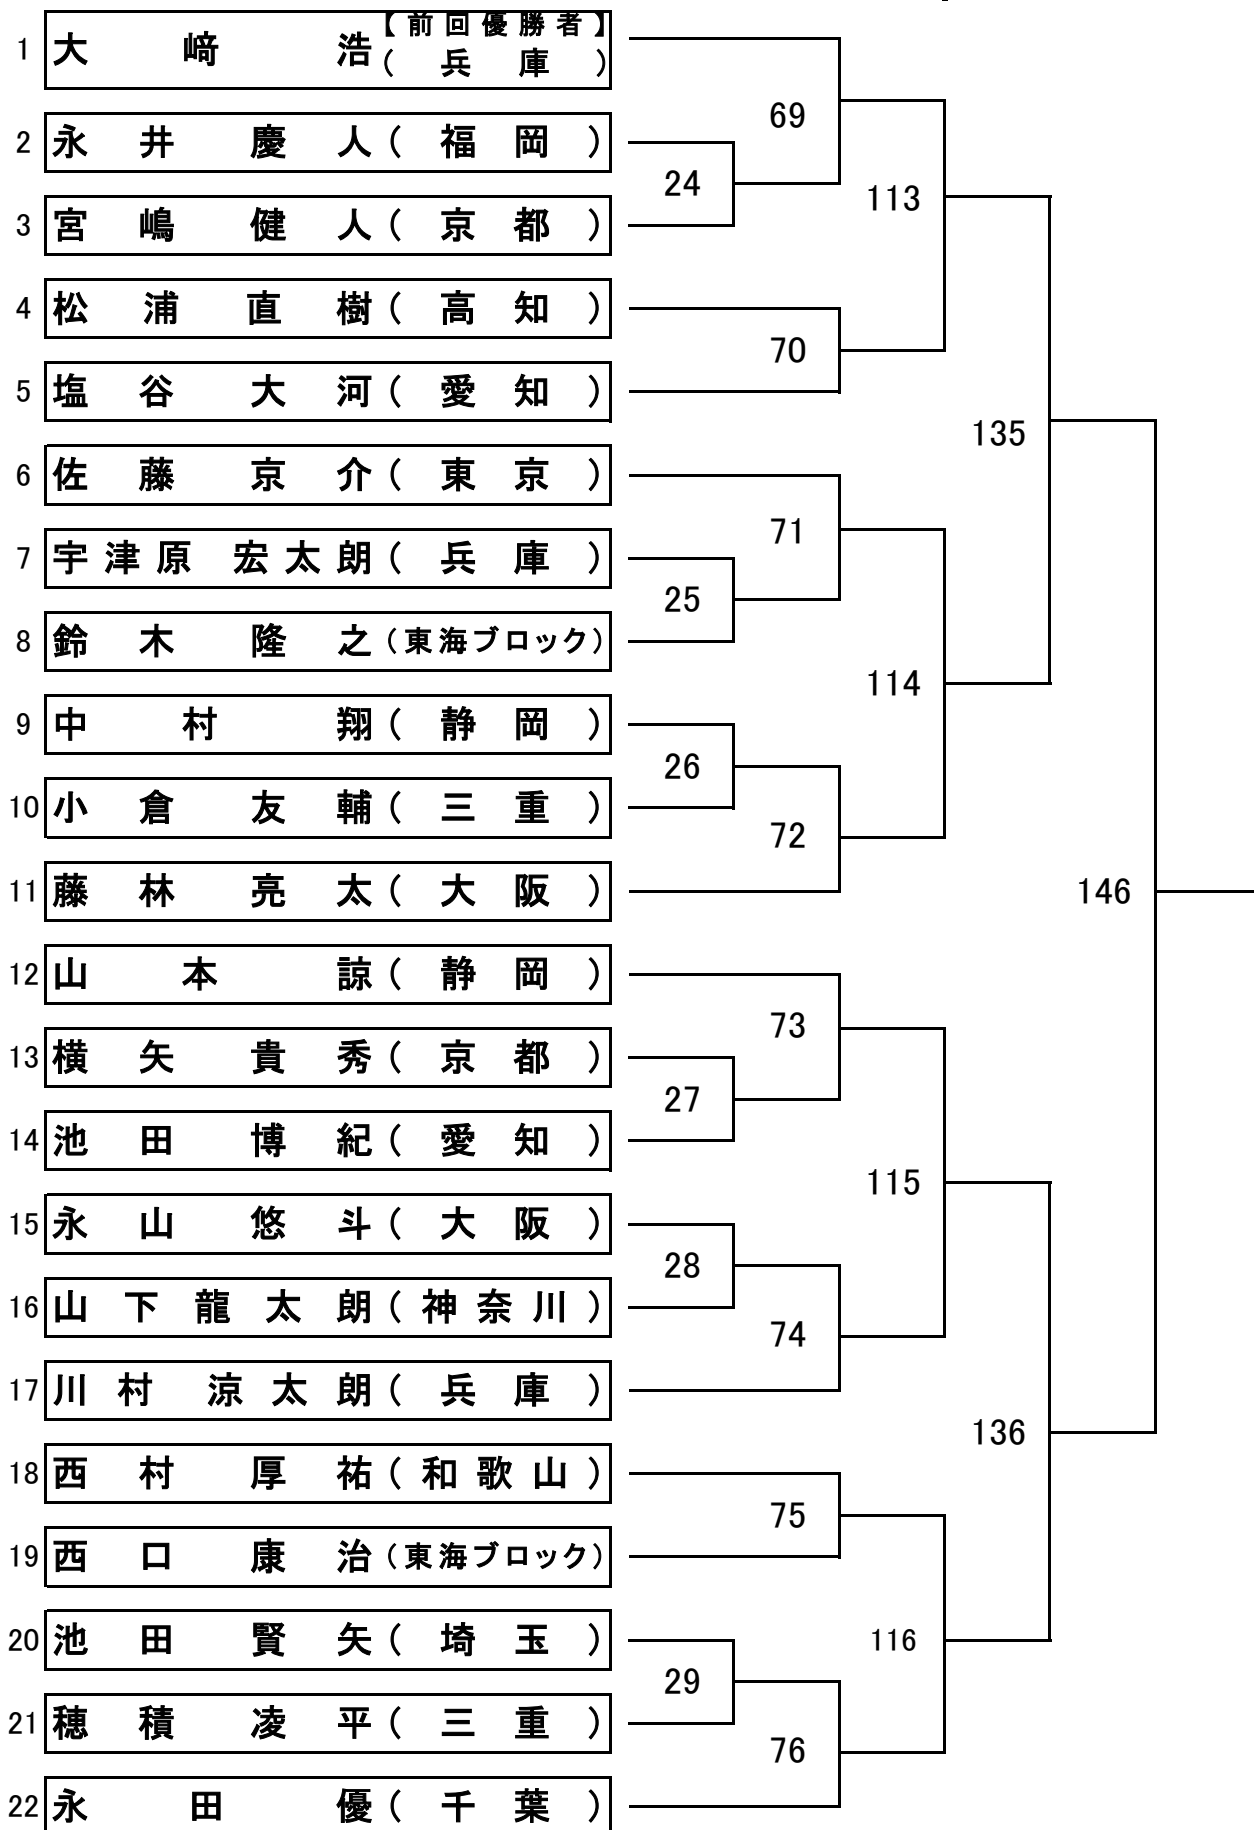 【前回優勝者】
1 大﨑浩(兵庫)
69
2 永井慶人(福岡)
24
113
3 宮嶋健人(京都)
4 松浦直樹(高知)
70
5 塩谷大河(愛知)
135
6 佐藤京介(東京)
71
7 宇津原宏太朗(兵庫)
25
8 鈴木隆之(東海ブロック)
114
9 中村翔(静岡)
26
10 小倉友輔(三重)
72
11 藤林亮太(大阪)
146
12 山本諒(静岡)
73
13 横矢貴秀(京都)
27
14 池田博紀(愛知)
115
15 永山悠斗(大阪)
28
16 山下龍太朗(神奈川)
74
17 川村涼太朗(兵庫)
136
18 西村厚祐(和歌山)
75
19 西口康治(東海ブロック)
20 池田賢矢(埼玉)
116
29
21 穂積凌平(三重)
76
22 永田優(千葉)